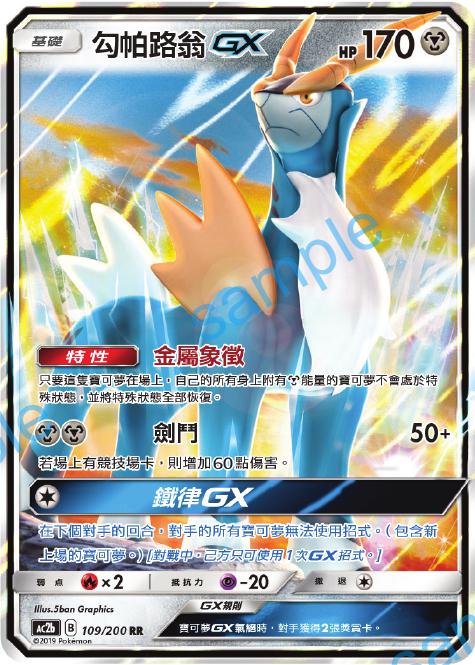 基礎 勾帕路翁GX HP170
sample
特性 金屬象徵
只要這隻寶可夢在場上，自己的所有身上附有能量的寶可夢不會處於特
殊狀態，並將特殊狀態全部恢復。
劍鬥 50+
若場上有競技場卡，則增加60點傷害。
鐵律GX
在下個對手的回合，對手的所有寶可夢無法使用招式。（包含新
上場的寶可夢。）[對戰中，己方只可使用1次GX招式。]
弱點 ×2 抵抗力 -20 撤退
Illus.5ban Graphics GX規則
AC2b B 109/200 RR 寶可夢GX氣絕時，對手獲得2張獎賞卡。
©2019 Pokémon